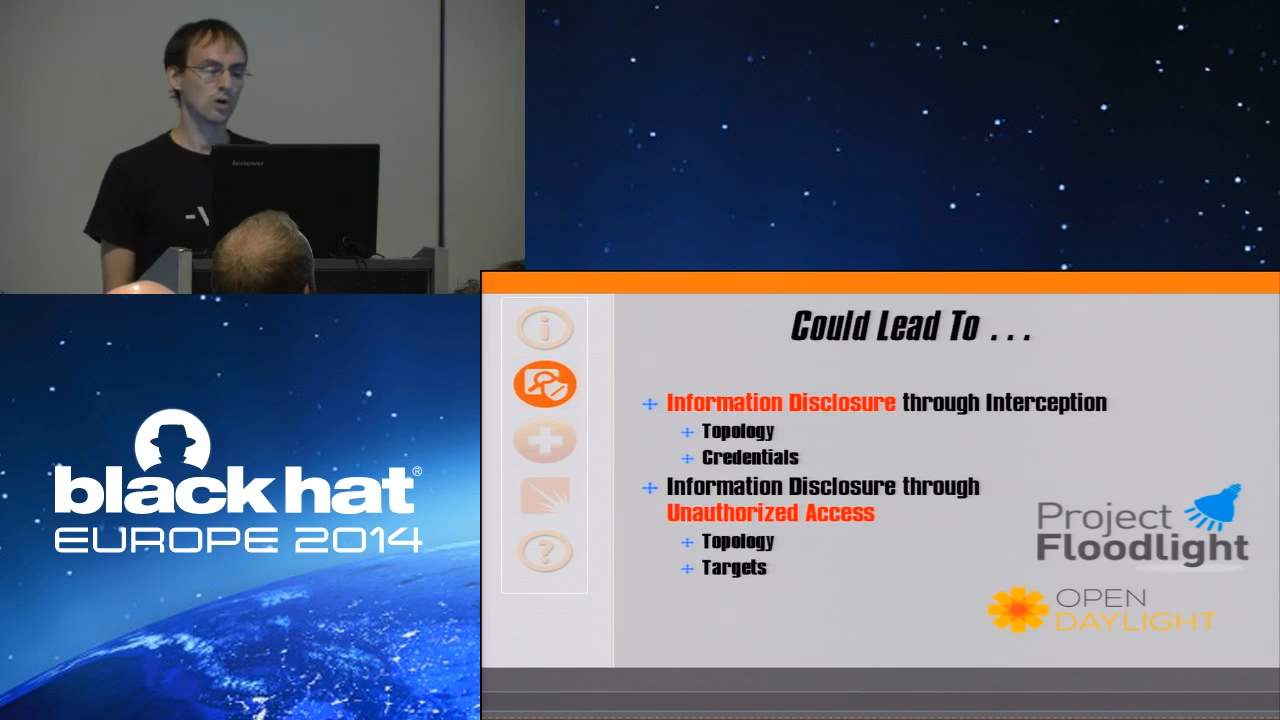 lenovo
-V
Could Lead To . . .
Information Disclosure through Interception
Topology
Credentials
Information Disclosure through
Unauthorized Access
Topology
Targets
Project
Floodlight
OPEN
DAYLIGHT
black hat®
EUROPE 2014
i
?